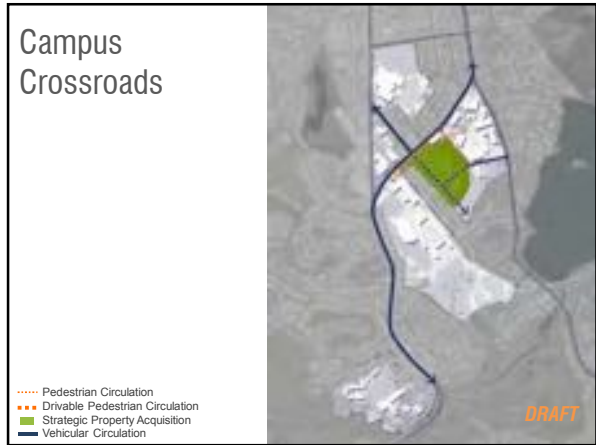 Campus
Crossroads
Pedestrian Circulation
Drivable Pedestrian Circulation
Strategic Property Acquisition
Vehicular Circulation
DRAFT